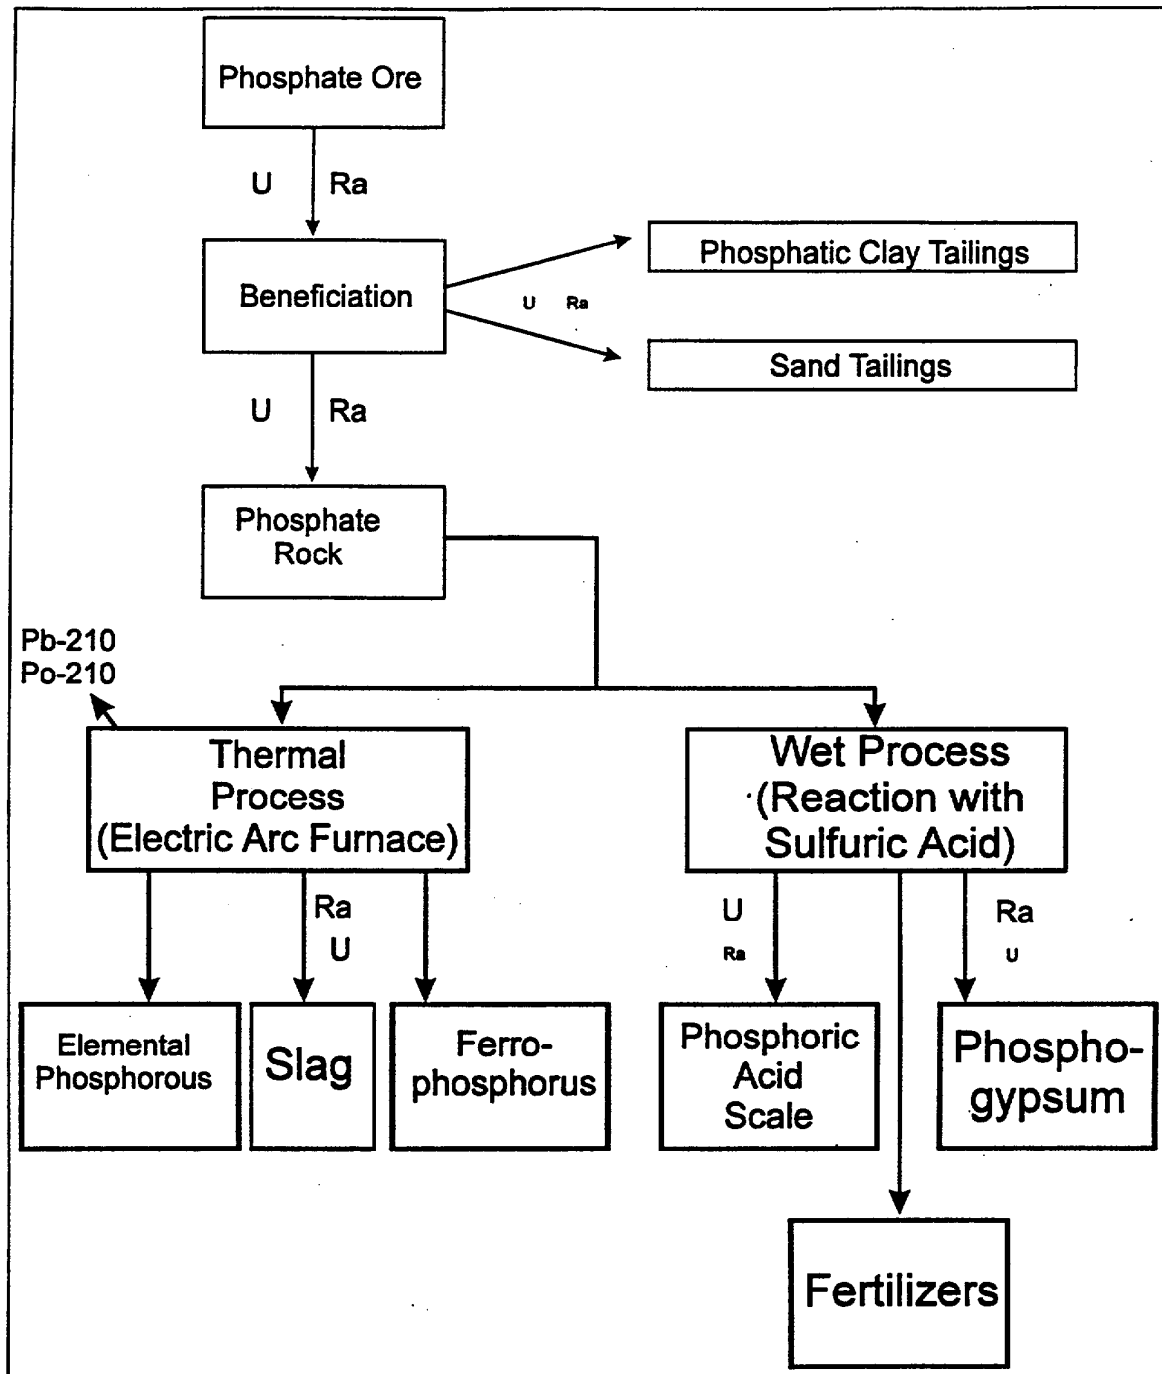 Phosphate Ore
U Ra
Beneficiation
Phosphatic Clay Tailings
U Ra
Sand Tailings
U Ra
Phosphate
Rock
Pb-210
Po-210
Thermal
Process
(Electric Arc Furnace)
Wet Process
(Reaction with
Sulfuric Acid)
Ra
U
U
Ra
Ra
U
Elemental
Phosphorous
Slag
Ferro-
phosphorus
Phosphoric
Acid
Scale
Phospho-
gypsum
Fertilizers